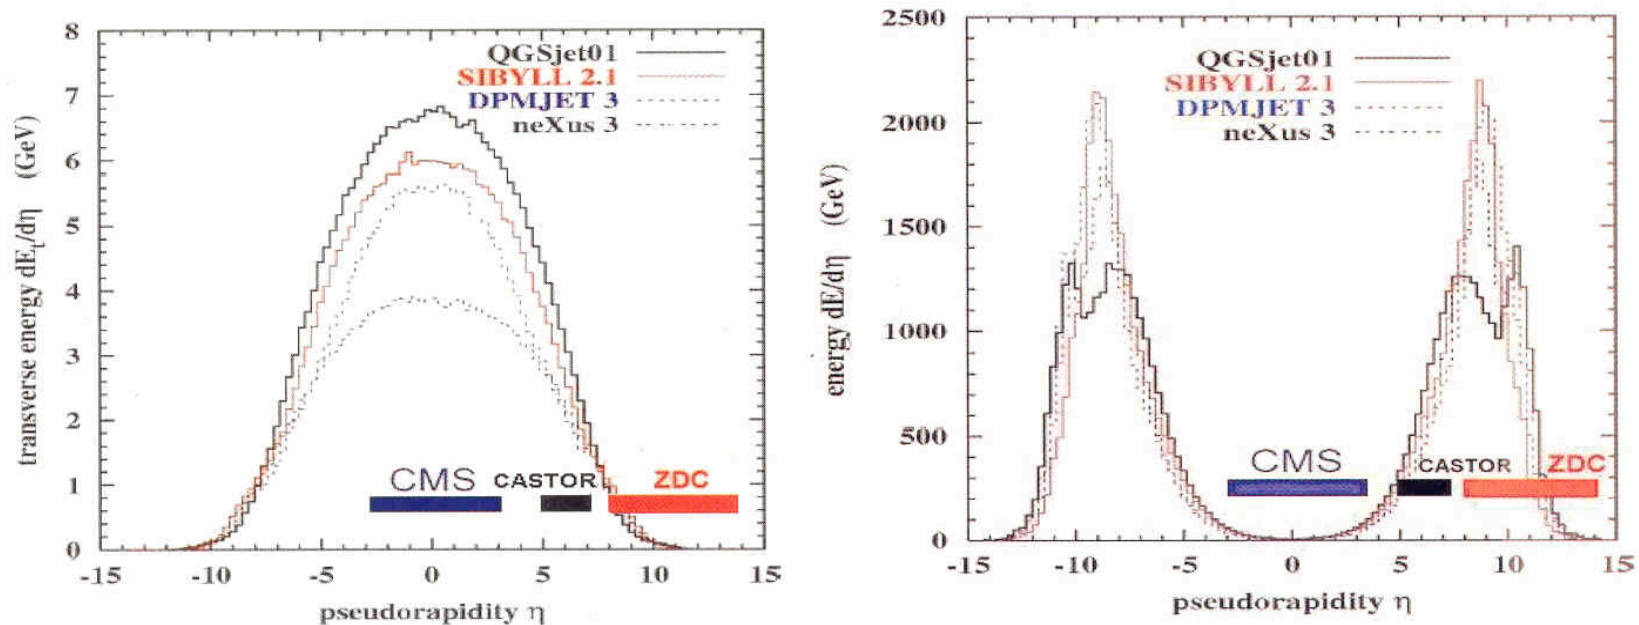 transverse energy dEt/dη (GeV)
8
7
6
5
4
3
2
1
0
QGSjet01
SIBYLL 2.1
DPMJET 3
neXus 3
CMS CASTOR ZDC
-15 -10 -5 0 5 10 15
pseudorapidity η
energy dE/dη (GeV)
2500
2000
1500
1000
500
0
QGSjet01
SIBYLL 2.1
DPMJET 3
neXus 3
CMS CASTOR ZDC
-15 -10 -5 0 5 10 15
pseudorapidity η